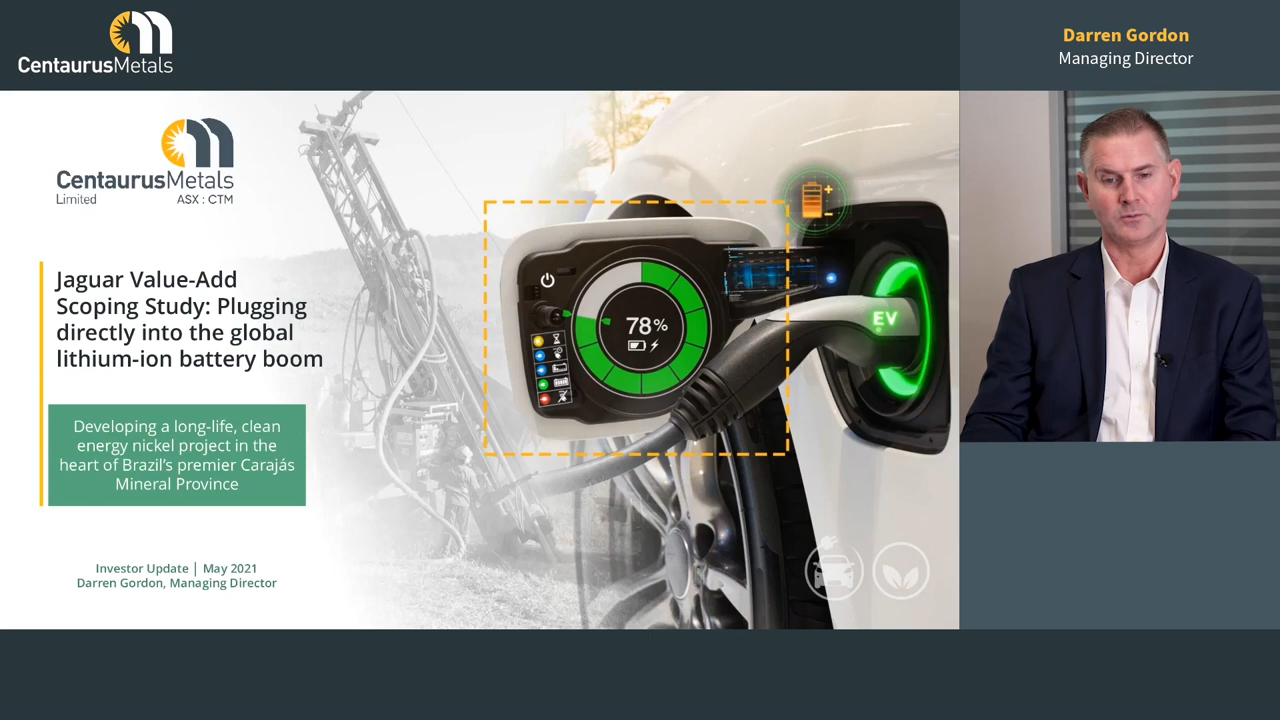 CentaurusMetals
Darren Gordon
Managing Director
CentaurusMetals
Limited
ASX : CTM
Jaguar Value-Add
Scoping Study: Plugging
directly into the global
lithium-ion battery boom
Developing a long-life, clean
energy nickel project in the
heart of Brazil's premier Carajás
Mineral Province
Investor Update | May 2021
Darren Gordon, Managing Director
78%
EV